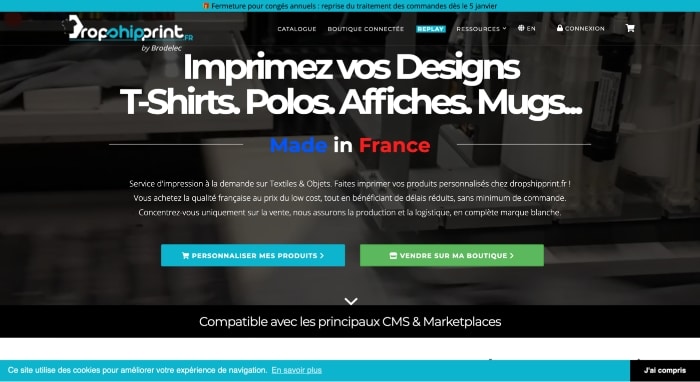 🎁 Fermeture pour congés annuels : reprise du traitement des commandes dès le 5 janvier
Dropshipprint.FR
by Brodelec
CATALOGUE BOUTIQUE CONNECTÉE REPLAY RESSOURCES EN CONNEXION
Imprimez vos Designs
T-Shirts. Polos. Affiches. Mugs...
Made in France
Service d'impression à la demande sur Textiles & Objets. Faites imprimer vos produits personnalisés chez dropshiprint.fr !
Vous achetez la qualité française au prix du low cost, tout en bénéficiant de délais réduits, sans minimum de commande.
Concentrez-vous uniquement sur la vente, nous assurons la production et la logistique, en complète marque blanche.
PERSONNALISER MES PRODUITS
VENDRE SUR MA BOUTIQUE
Compatible avec les principaux CMS & Marketplaces
Ce site utilise des cookies pour améliorer votre expérience de navigation. En savoir plus
J'ai compris